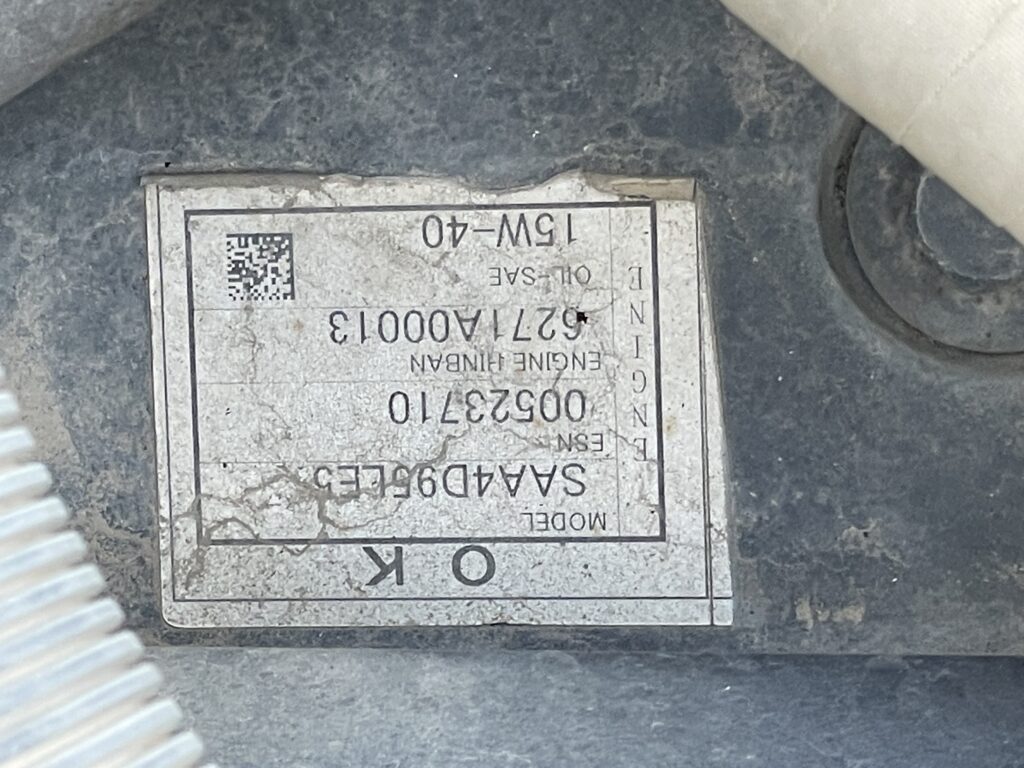 O K
ENGINE
MODEL
SAA4D95LE5
ESN
00523710
ENGINE HINBAN
6271A00013
OIL-SAE
15W-40